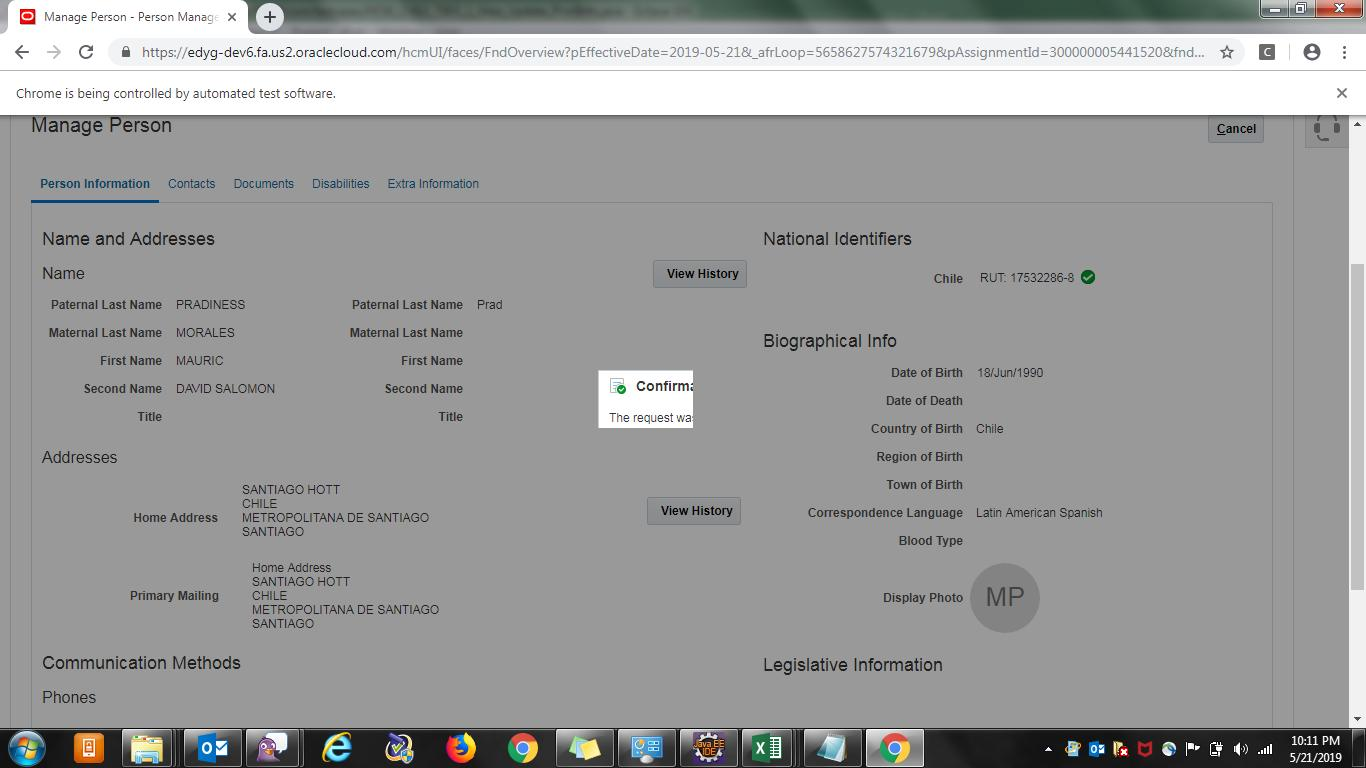 Manage Person - Person Manage
https://edyg-dev6.fa.us2.oraclecloud.com/hcmUI/faces/FndOverview?pEffectiveDate=2019-05-21&_afrLoop=5658627574321679&pAssignmentId=300000005441520&fnd...
C
Chrome is being controlled by automated test software.
Manage Person
Cancel
Person Information Contacts Documents Disabilities Extra Information
Name and Addresses
Name
View History
Paternal Last Name PRADINESS Paternal Last Name Prad
Maternal Last Name MORALES Maternal Last Name
First Name MAURIC First Name
Second Name DAVID SALOMON Second Name
Title Title
Confirma
The request was
Addresses
Home Address
SANTIAGO HOTT
CHILE
METROPOLITANA DE SANTIAGO
SANTIAGO
View History
Primary Mailing
Home Address
SANTIAGO HOTT
CHILE
METROPOLITANA DE SANTIAGO
SANTIAGO
Communication Methods
Phones
National Identifiers
Chile RUT: 17532286-8
Biographical Info
Date of Birth 18/Jun/1990
Date of Death
Country of Birth Chile
Region of Birth
Town of Birth
Correspondence Language Latin American Spanish
Blood Type
Display Photo MP
Legislative Information
Java EE
IDE
10:11 PM
5/21/2019